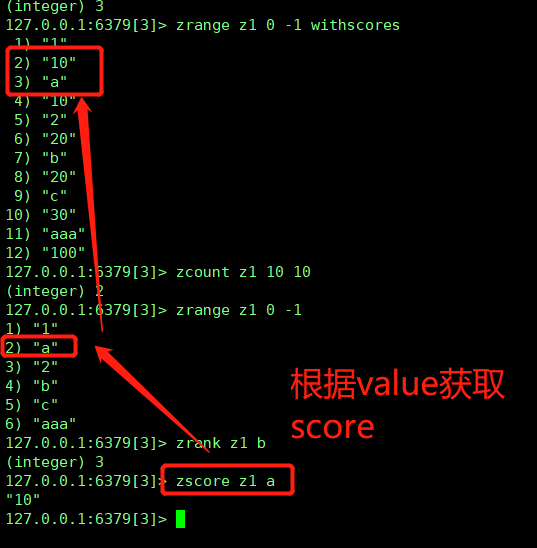 (integer) 3
127.0.0.1:6379[3]> zrange z1 0 -1 withscores
1) "1"
2) "10"
3) "a"
4) "10"
5) "2"
6) "20"
7) "b"
8) "20"
9) "c"
10) "30"
11) "aaa"
12) "100"
127.0.0.1:6379[3]> zcount z1 10 10
(integer) 2
127.0.0.1:6379[3]> zrange z1 0 -1
1) "1"
2) "a"
3) "2"
4) "b"
5) "c"
6) "aaa"
127.0.0.1:6379[3]> zrank z1 b
(integer) 3
127.0.0.1:6379[3]> zscore z1 a
"10"
127.0.0.1:6379[3]>
根据value获取
score